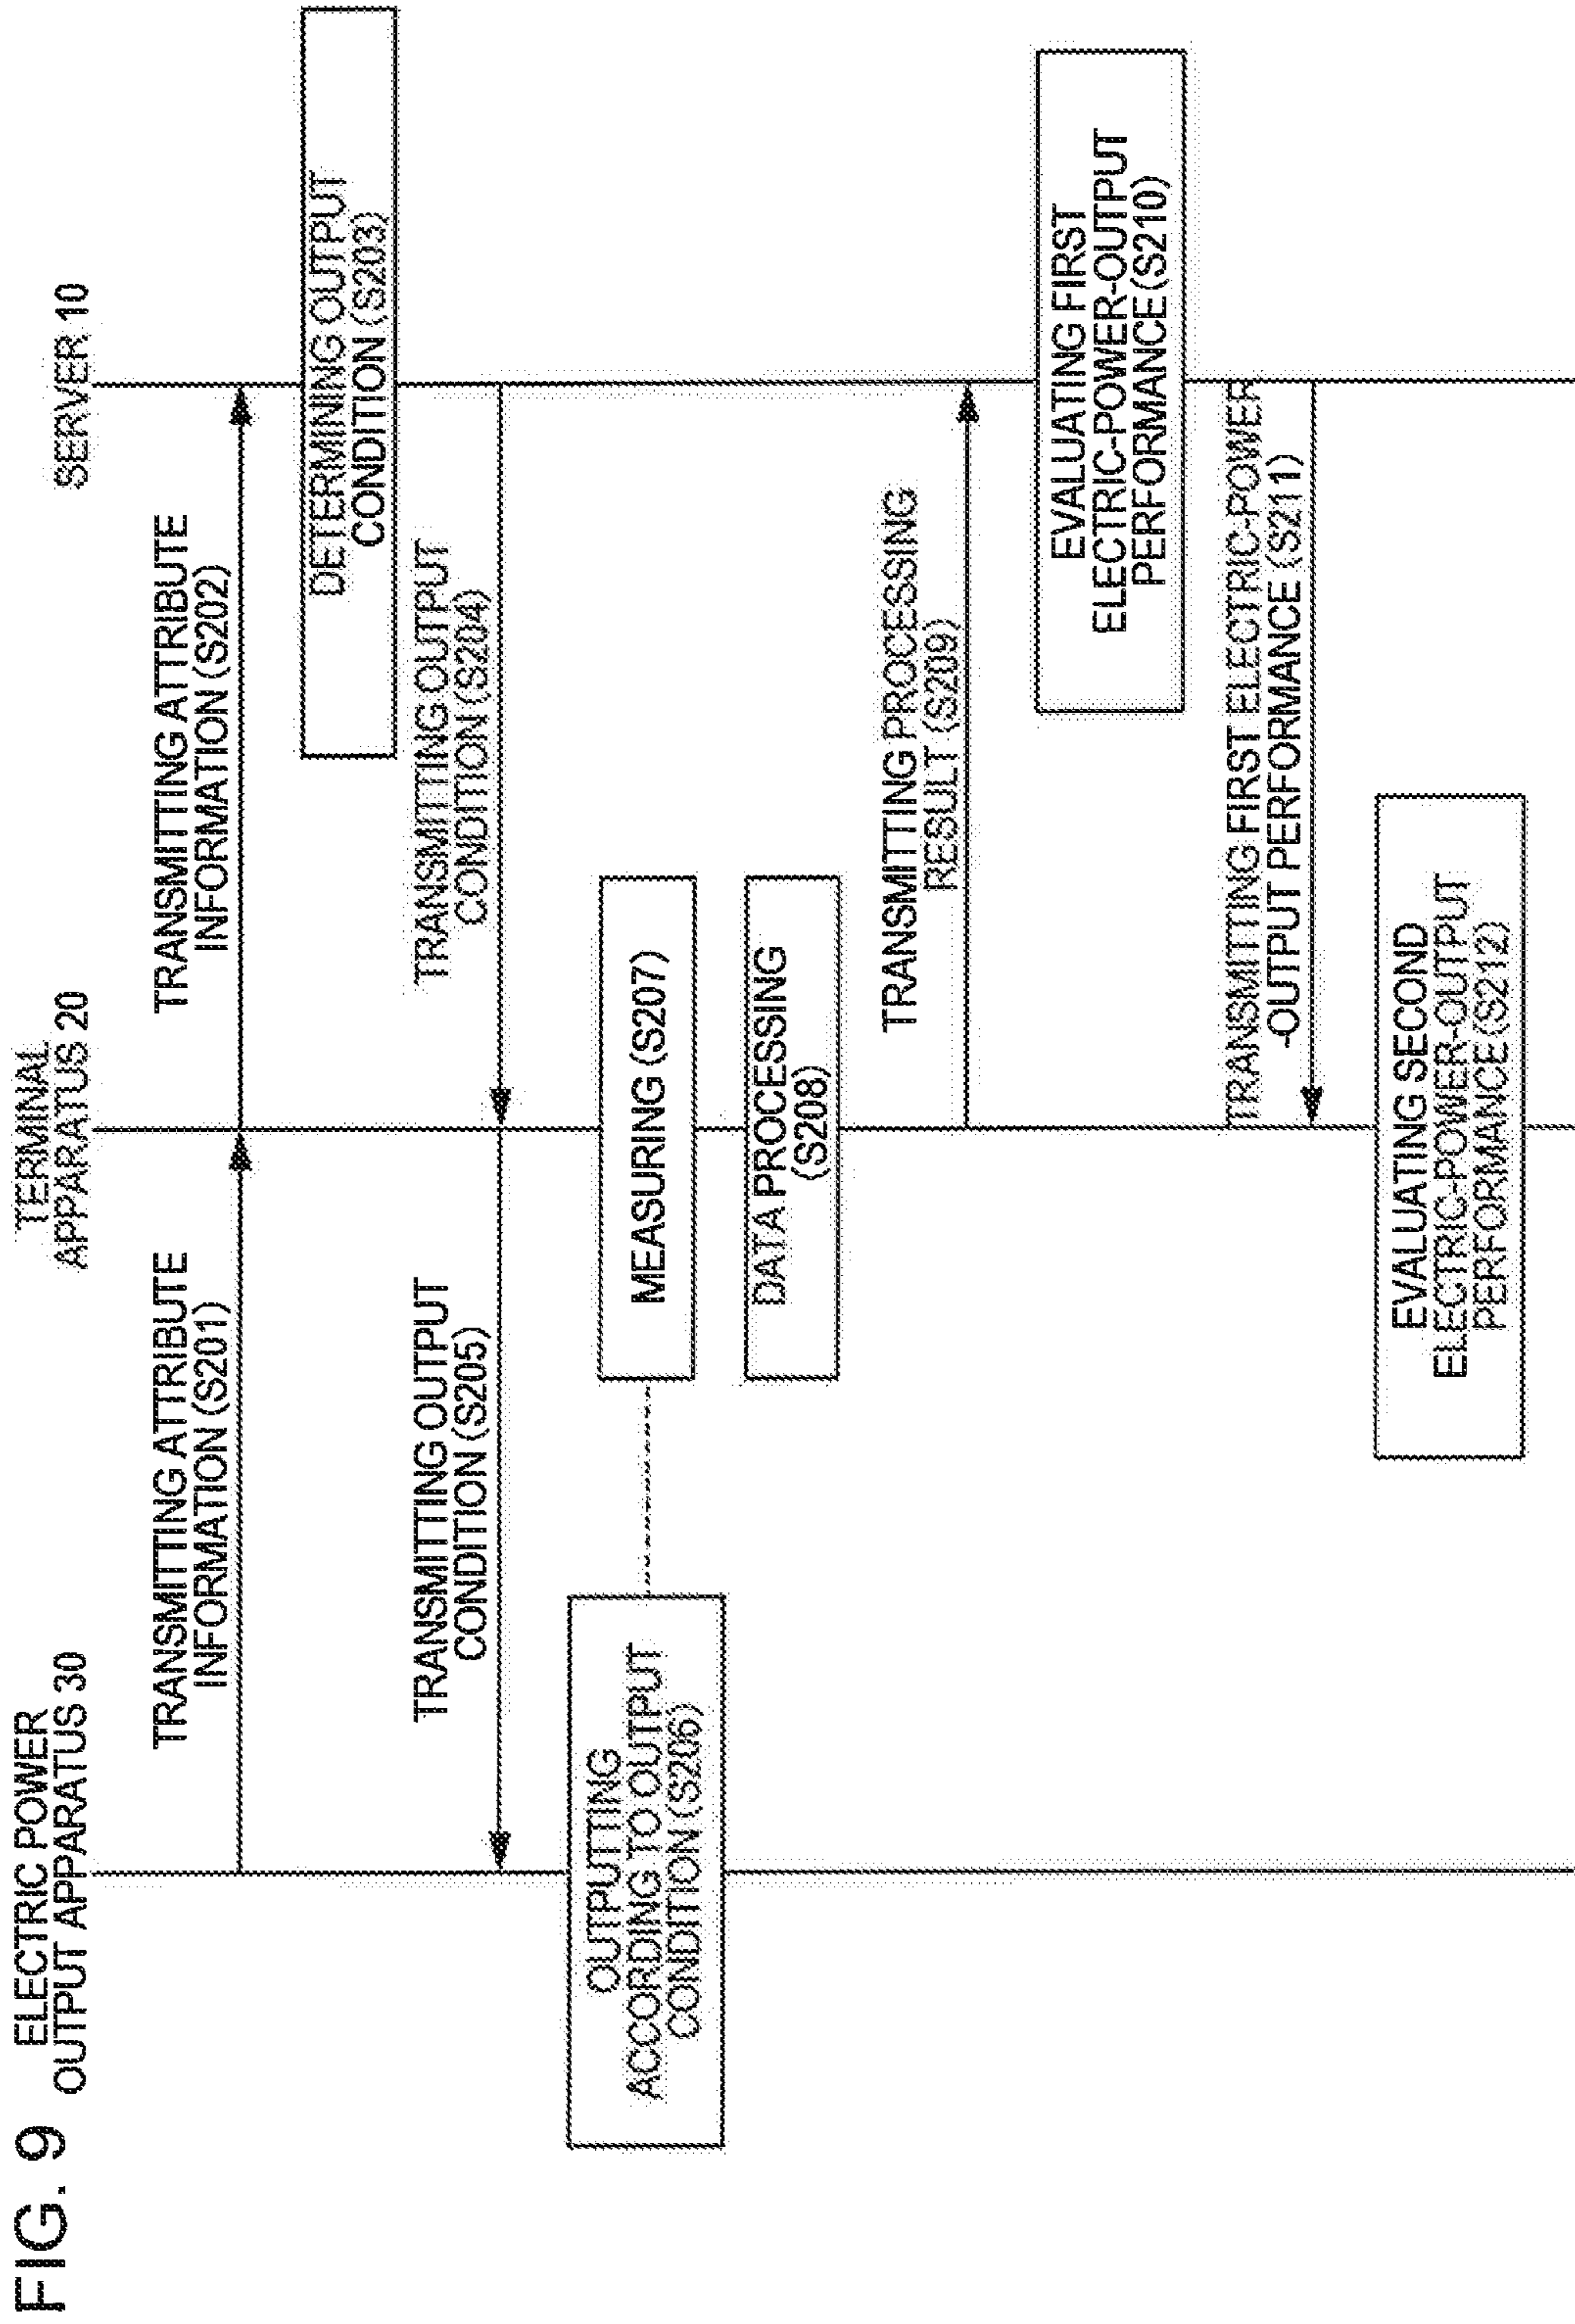 FIG. 9
ELECTRIC POWER
OUTPUT APPARATUS 30
TERMINAL
APPARATUS 20
SERVER 10
TRANSMITTING ATTRIBUTE
INFORMATION (S201)
TRANSMITTING ATTRIBUTE
INFORMATION (S202)
DETERMINING OUTPUT
CONDITION (S203)
TRANSMITTING OUTPUT
CONDITION (S204)
TRANSMITTING OUTPUT
CONDITION (S205)
OUTPUTTING
ACCORDING TO OUTPUT
CONDITION (S206)
MEASURING (S207)
DATA PROCESSING
(S208)
TRANSMITTING PROCESSING
RESULT (S209)
EVALUATING FIRST
ELECTRIC-POWER-OUTPUT
PERFORMANCE (S210)
TRANSMITTING FIRST ELECTRIC-POWER
-OUTPUT PERFORMANCE (S211)
EVALUATING SECOND
ELECTRIC-POWER-OUTPUT
PERFORMANCE (S212)